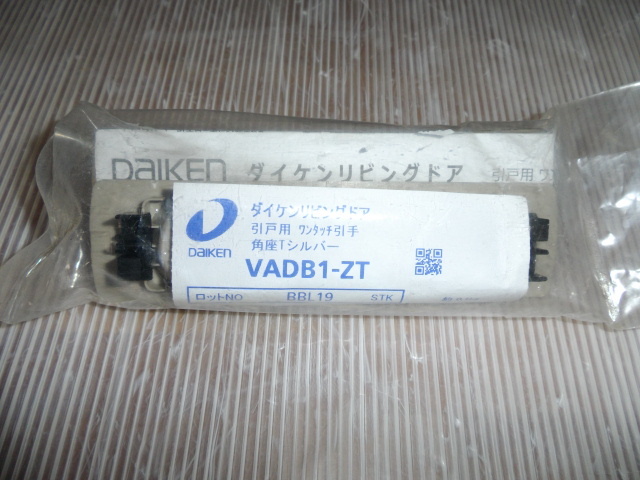 DAIKEN ダイケンリビングドア 引戸用
ダイケンリビングドア
引戸用 ワンタッチ引手
角座Tシルバー
DAIKEN
VADB1-ZT
ロットNO BBL19 STK